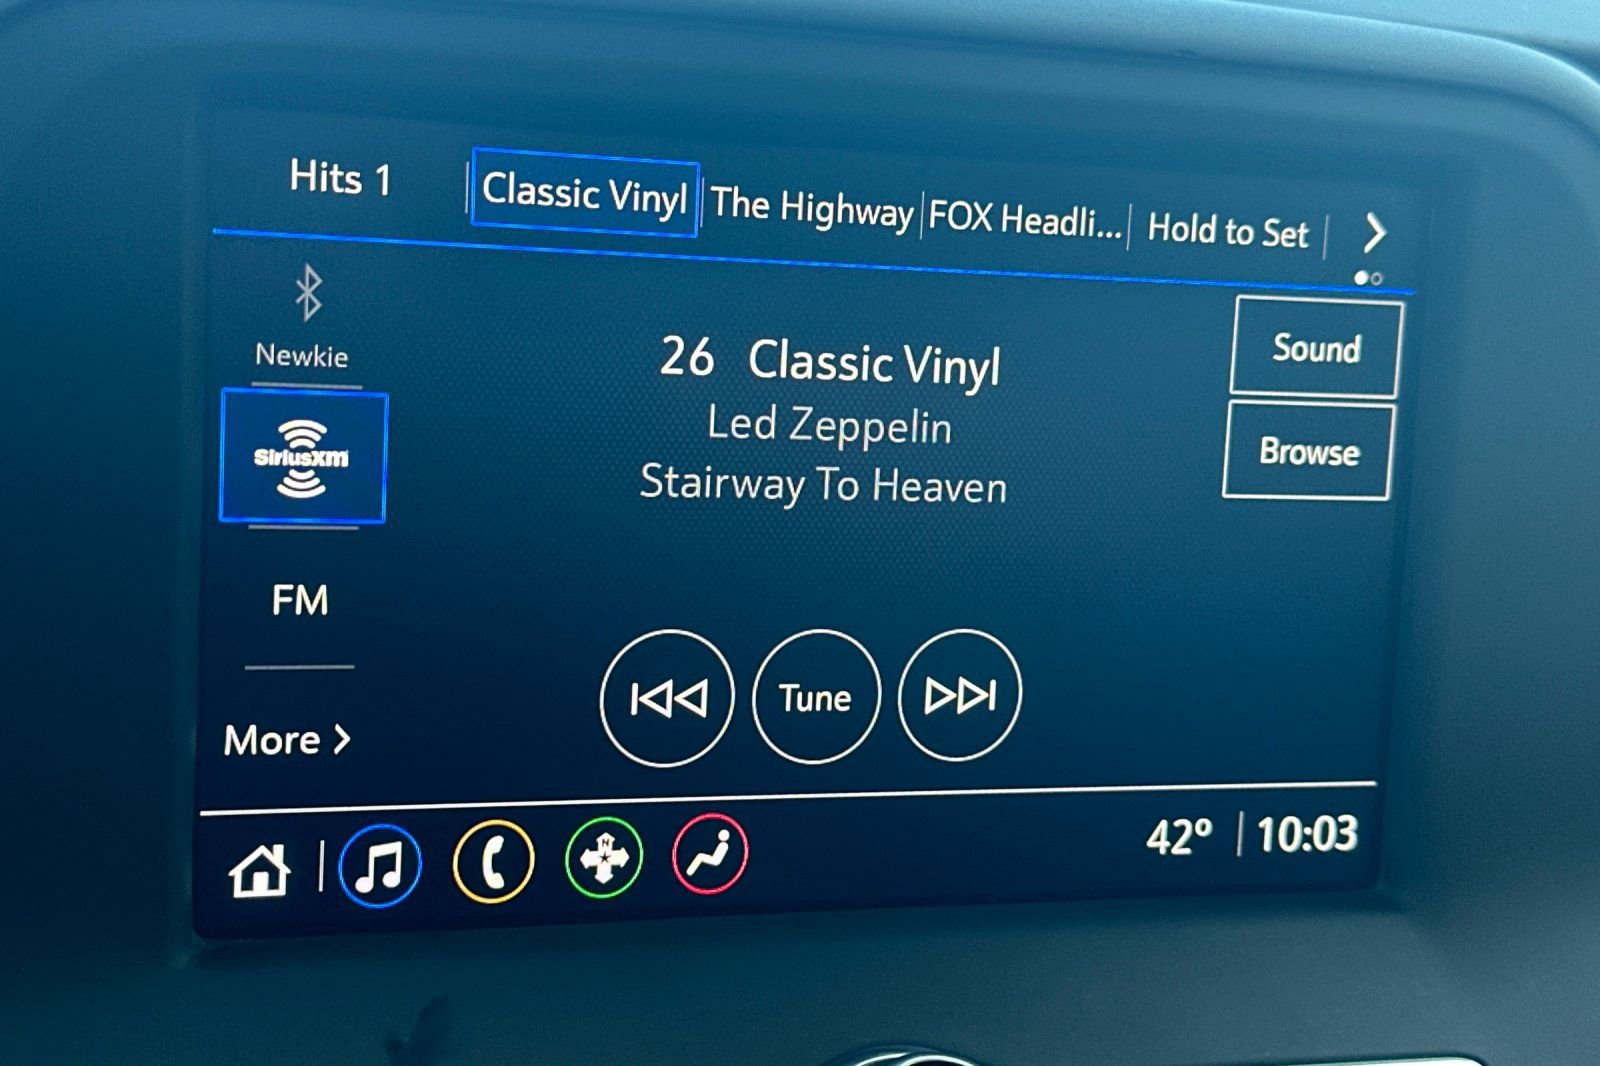 Hits 1
Classic Vinyl
The Highway
FOX Headli...
Hold to Set
Newkie
SiriusXM
FM
More
26 Classic Vinyl
Led Zeppelin
Stairway To Heaven
Sound
Browse
Tune
N
42º
10:03